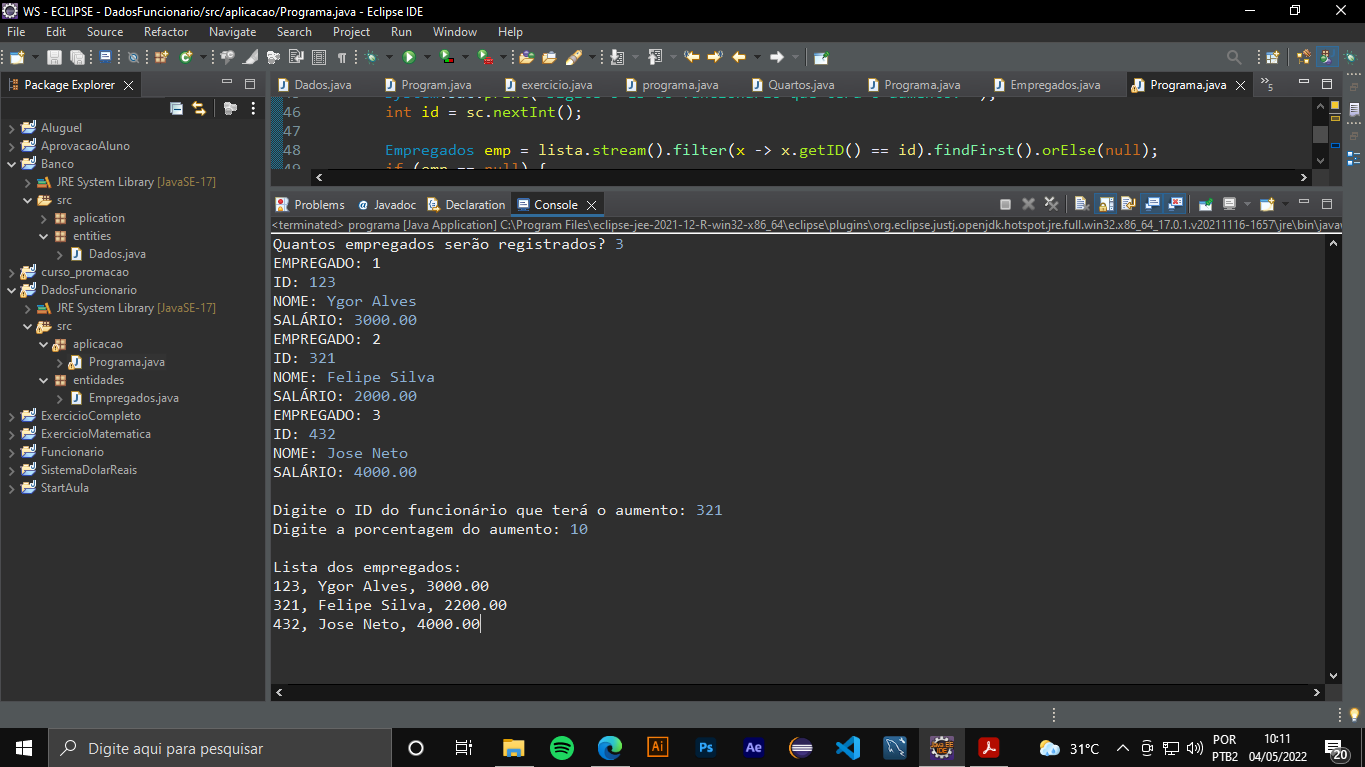 WS - ECLIPSE - DadosFuncionario/src/aplicacao/Programa.java - Eclipse IDE
File Edit Source Refactor Navigate Search Project Run Window Help
Package Explorer
Dados.java Program.java exercicio.java programa.java Quartos.java Programa.java Empregados.java Programa.java »5
46 int id = sc.nextInt();
47
48 Empregados emp = lista.stream().filter(x -> x.getID() == id).findFirst().orElse(null);
49 if (emp == null) {
Aluguel
AprovacaoAluno
Banco
JRE System Library [JavaSE-17]
src
aplication
entities
Dados.java
curso_promacao
DadosFuncionario
JRE System Library [JavaSE-17]
src
aplicacao
Programa.java
entidades
Empregados.java
ExercicioCompleto
ExercicioMatematica
Funcionario
SistemaDolarReais
StartAula
Problems Javadoc Declaration Console
<terminated> programa [Java Application] C:\Program Files\eclipse-jee-2021-12-R-win32-x86_64\eclipse\plugins\org.eclipse.justj.openjdk.hotspot.jre.full.win32.x86_64_17.0.1.v20211116-1657\jre\bin\javaw
Quantos empregados serão registrados? 3
EMPREGADO: 1
ID: 123
NOME: Ygor Alves
SALÁRIO: 3000.00
EMPREGADO: 2
ID: 321
NOME: Felipe Silva
SALÁRIO: 2000.00
EMPREGADO: 3
ID: 432
NOME: Jose Neto
SALÁRIO: 4000.00
Digite o ID do funcionário que terá o aumento: 321
Digite a porcentagem do aumento: 10
Lista dos empregados:
123, Ygor Alves, 3000.00
321, Felipe Silva, 2200.00
432, Jose Neto, 4000.00
Digite aqui para pesquisar
Ai Ps Ae
31°C
POR
PTB2
10:11
04/05/2022
20